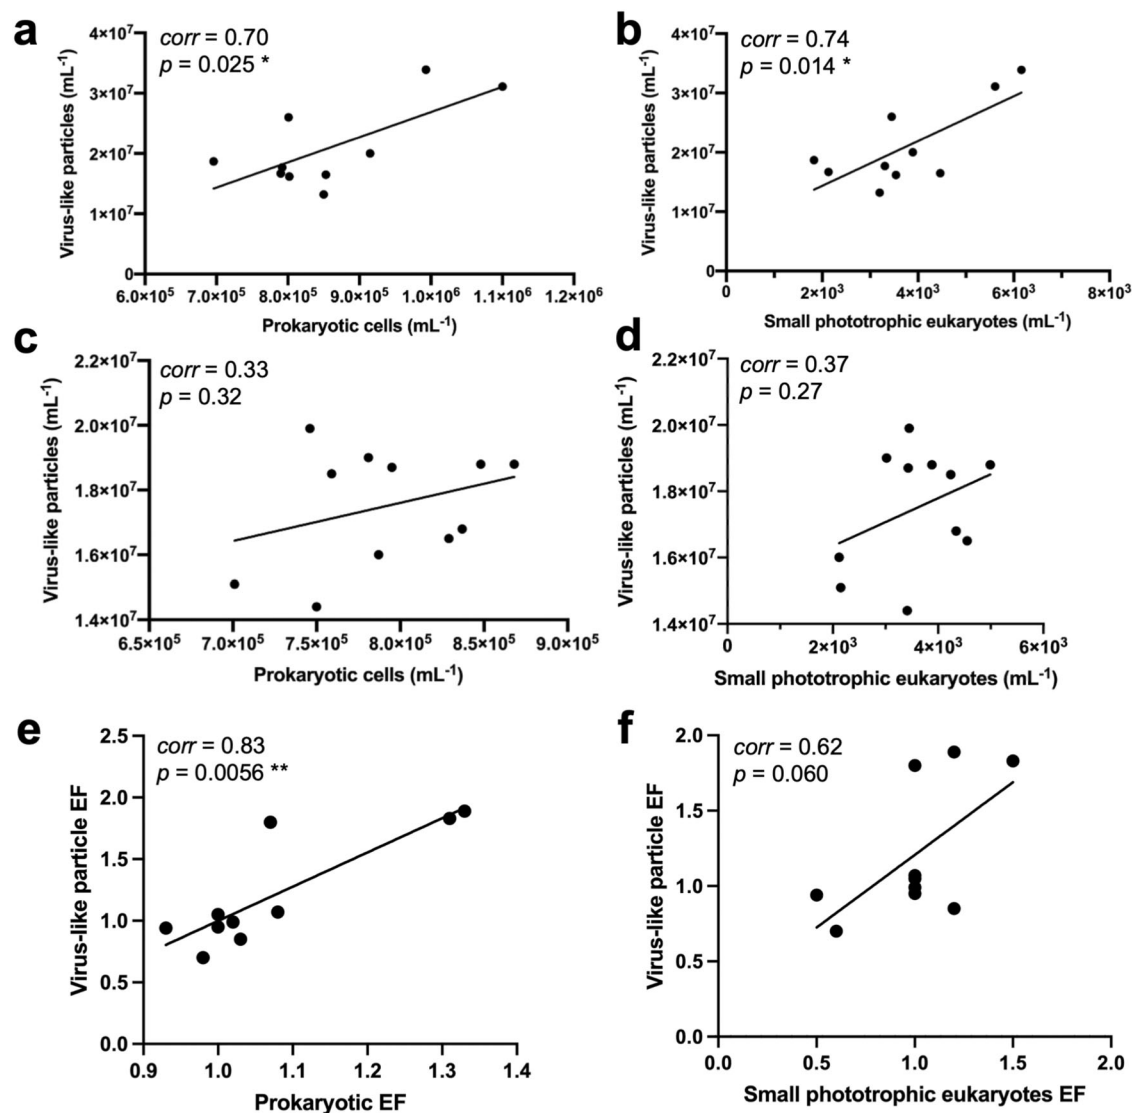 a
corr = 0.70
p = 0.025 *
Virus-like particles (mL⁻¹)
4×10⁷
3×10⁷
2×10⁷
1×10⁷
0
6.0×10⁵ 7.0×10⁵ 8.0×10⁵ 9.0×10⁵ 1.0×10⁶ 1.1×10⁶ 1.2×10⁶
Prokaryotic cells (mL⁻¹)
b
corr = 0.74
p = 0.014 *
Virus-like particles (mL⁻¹)
4×10⁷
3×10⁷
2×10⁷
1×10⁷
0
0 2×10³ 4×10³ 6×10³ 8×10³
Small phototrophic eukaryotes (mL⁻¹)
c
corr = 0.33
p = 0.32
Virus-like particles (mL⁻¹)
2.2×10⁷
2.0×10⁷
1.8×10⁷
1.6×10⁷
1.4×10⁷
6.5×10⁵ 7.0×10⁵ 7.5×10⁵ 8.0×10⁵ 8.5×10⁵ 9.0×10⁵
Prokaryotic cells (mL⁻¹)
d
corr = 0.37
p = 0.27
Virus-like particles (mL⁻¹)
2.2×10⁷
2.0×10⁷
1.8×10⁷
1.6×10⁷
1.4×10⁷
0 2×10³ 4×10³ 6×10³
Small phototrophic eukaryotes (mL⁻¹)
e
corr = 0.83
p = 0.0056 **
Virus-like particle EF
2.5
2.0
1.5
1.0
0.5
0.0
0.9 1.0 1.1 1.2 1.3 1.4
Prokaryotic EF
f
corr = 0.62
p = 0.060
Virus-like particle EF
2.0
1.5
1.0
0.5
0.0
0.0 0.5 1.0 1.5 2.0
Small phototrophic eukaryotes EF